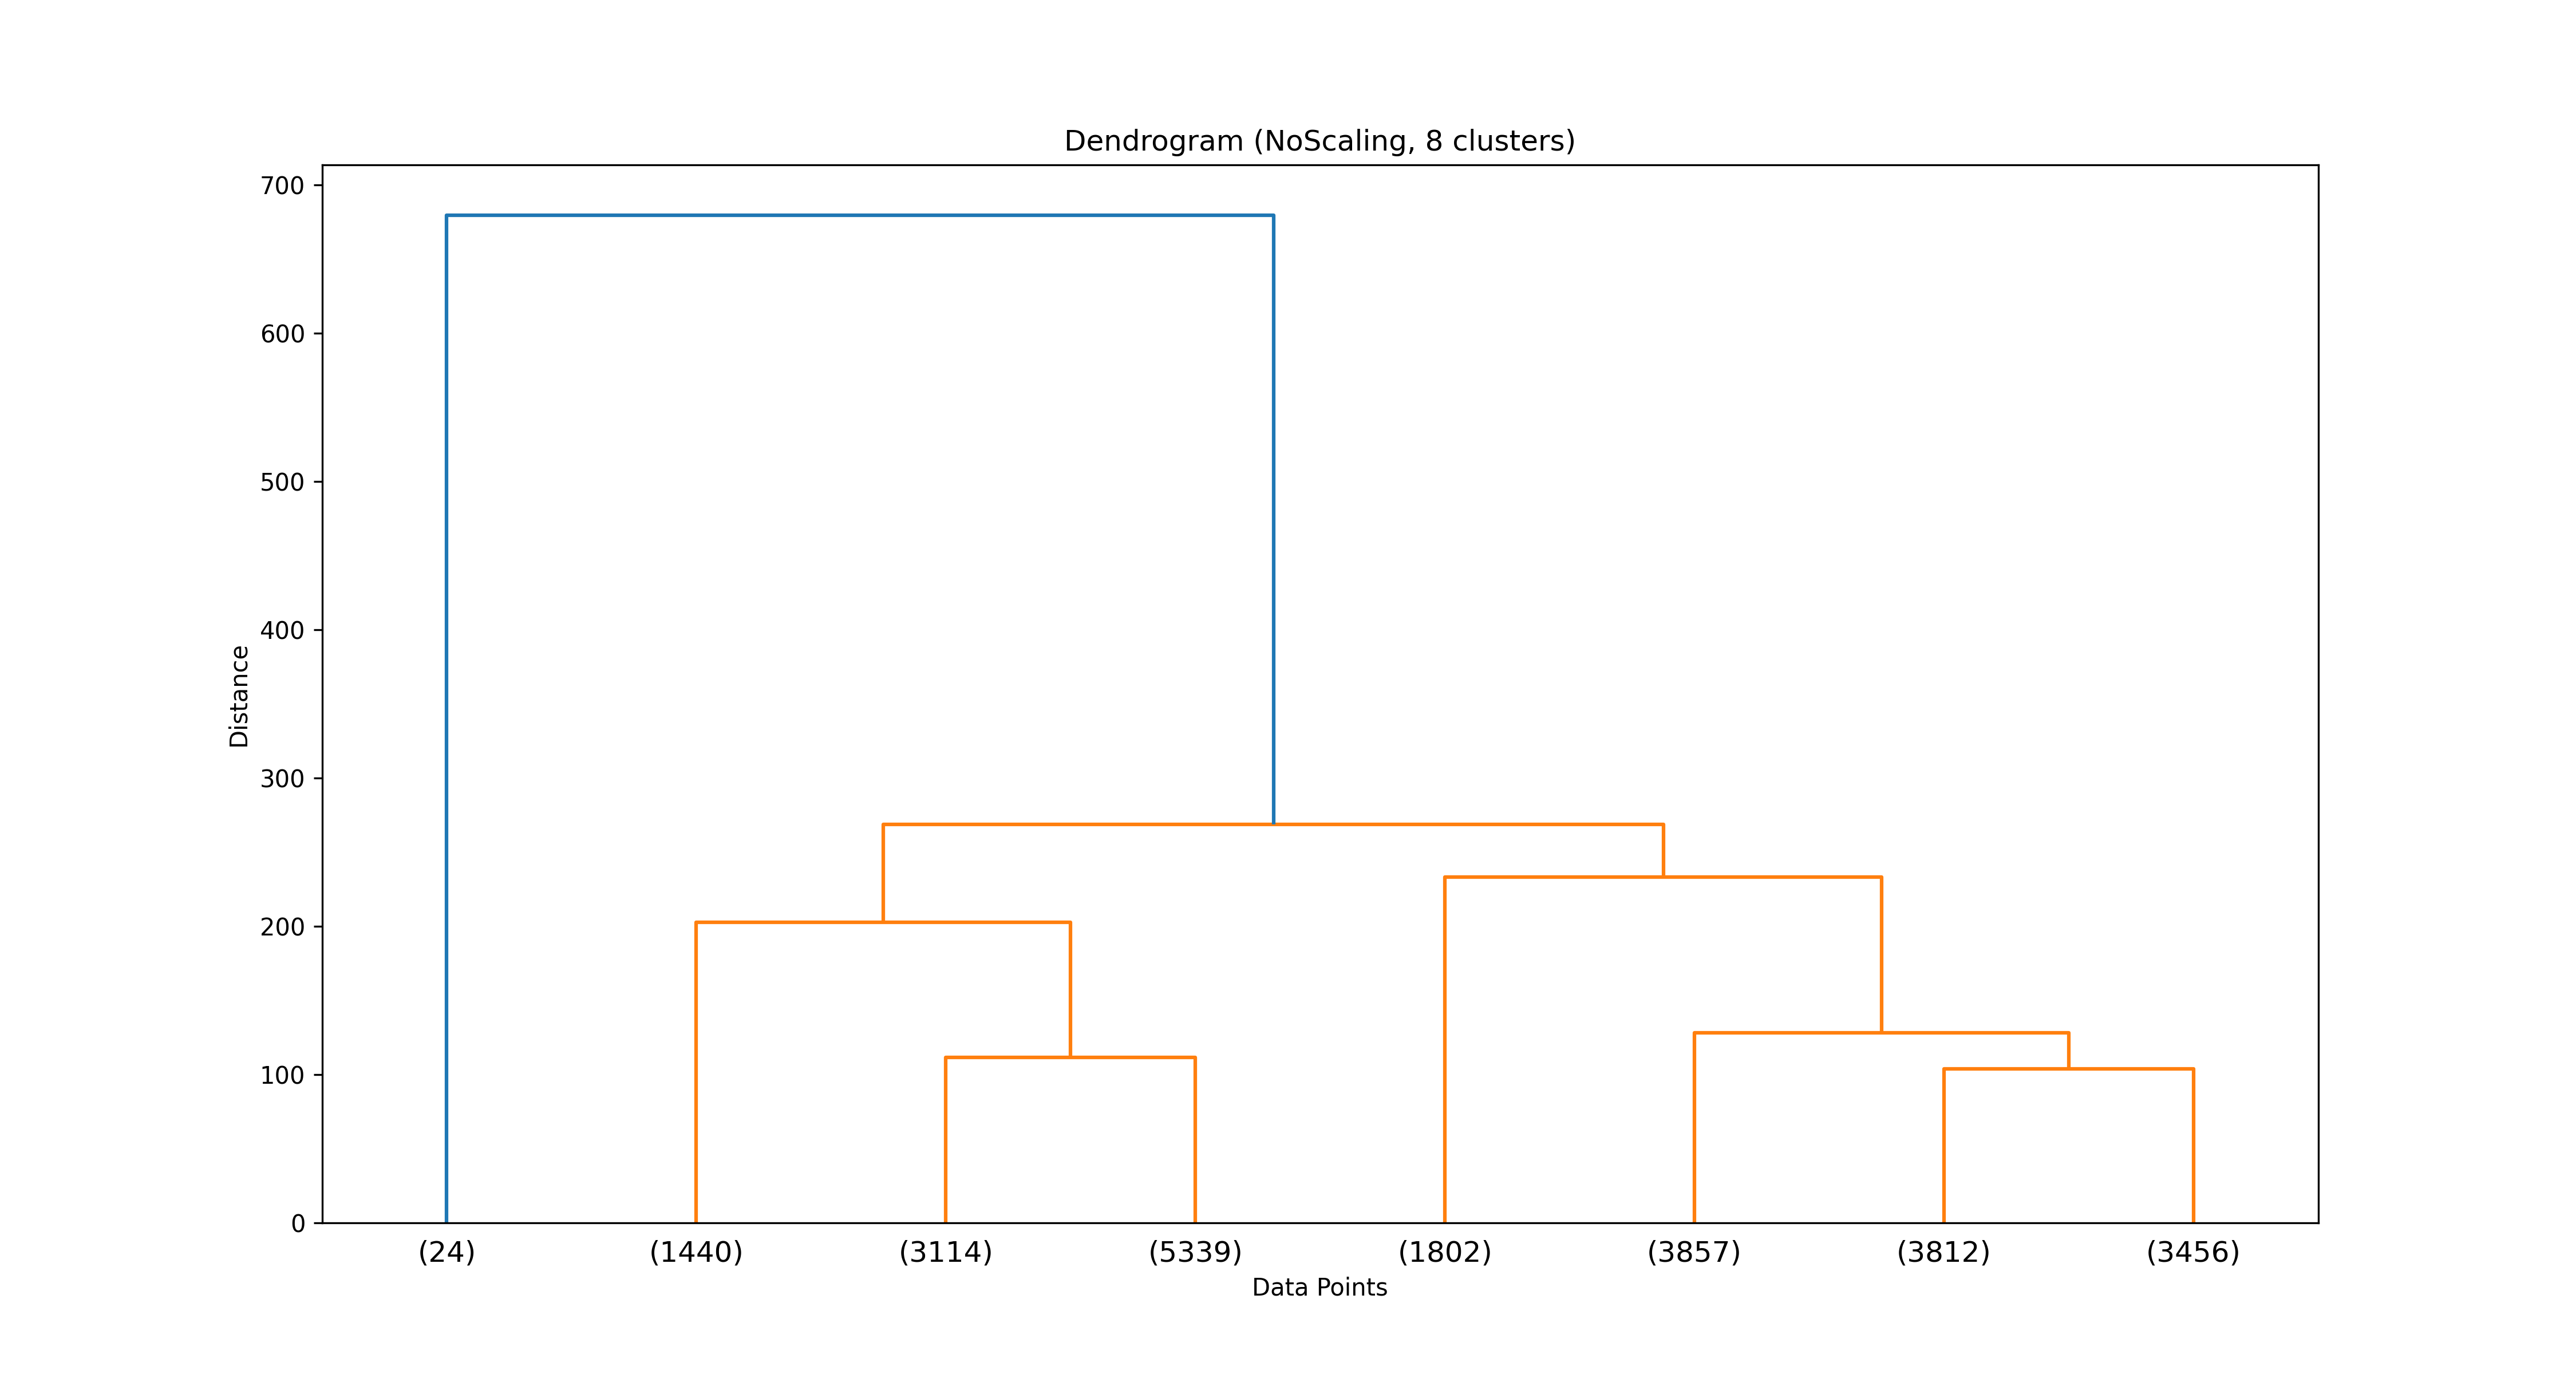 Dendrogram (NoScaling, 8 clusters)
700
600
500
400
300
200
100
0
Distance
(24) (1440) (3114) (5339) (1802) (3857) (3812) (3456)
Data Points